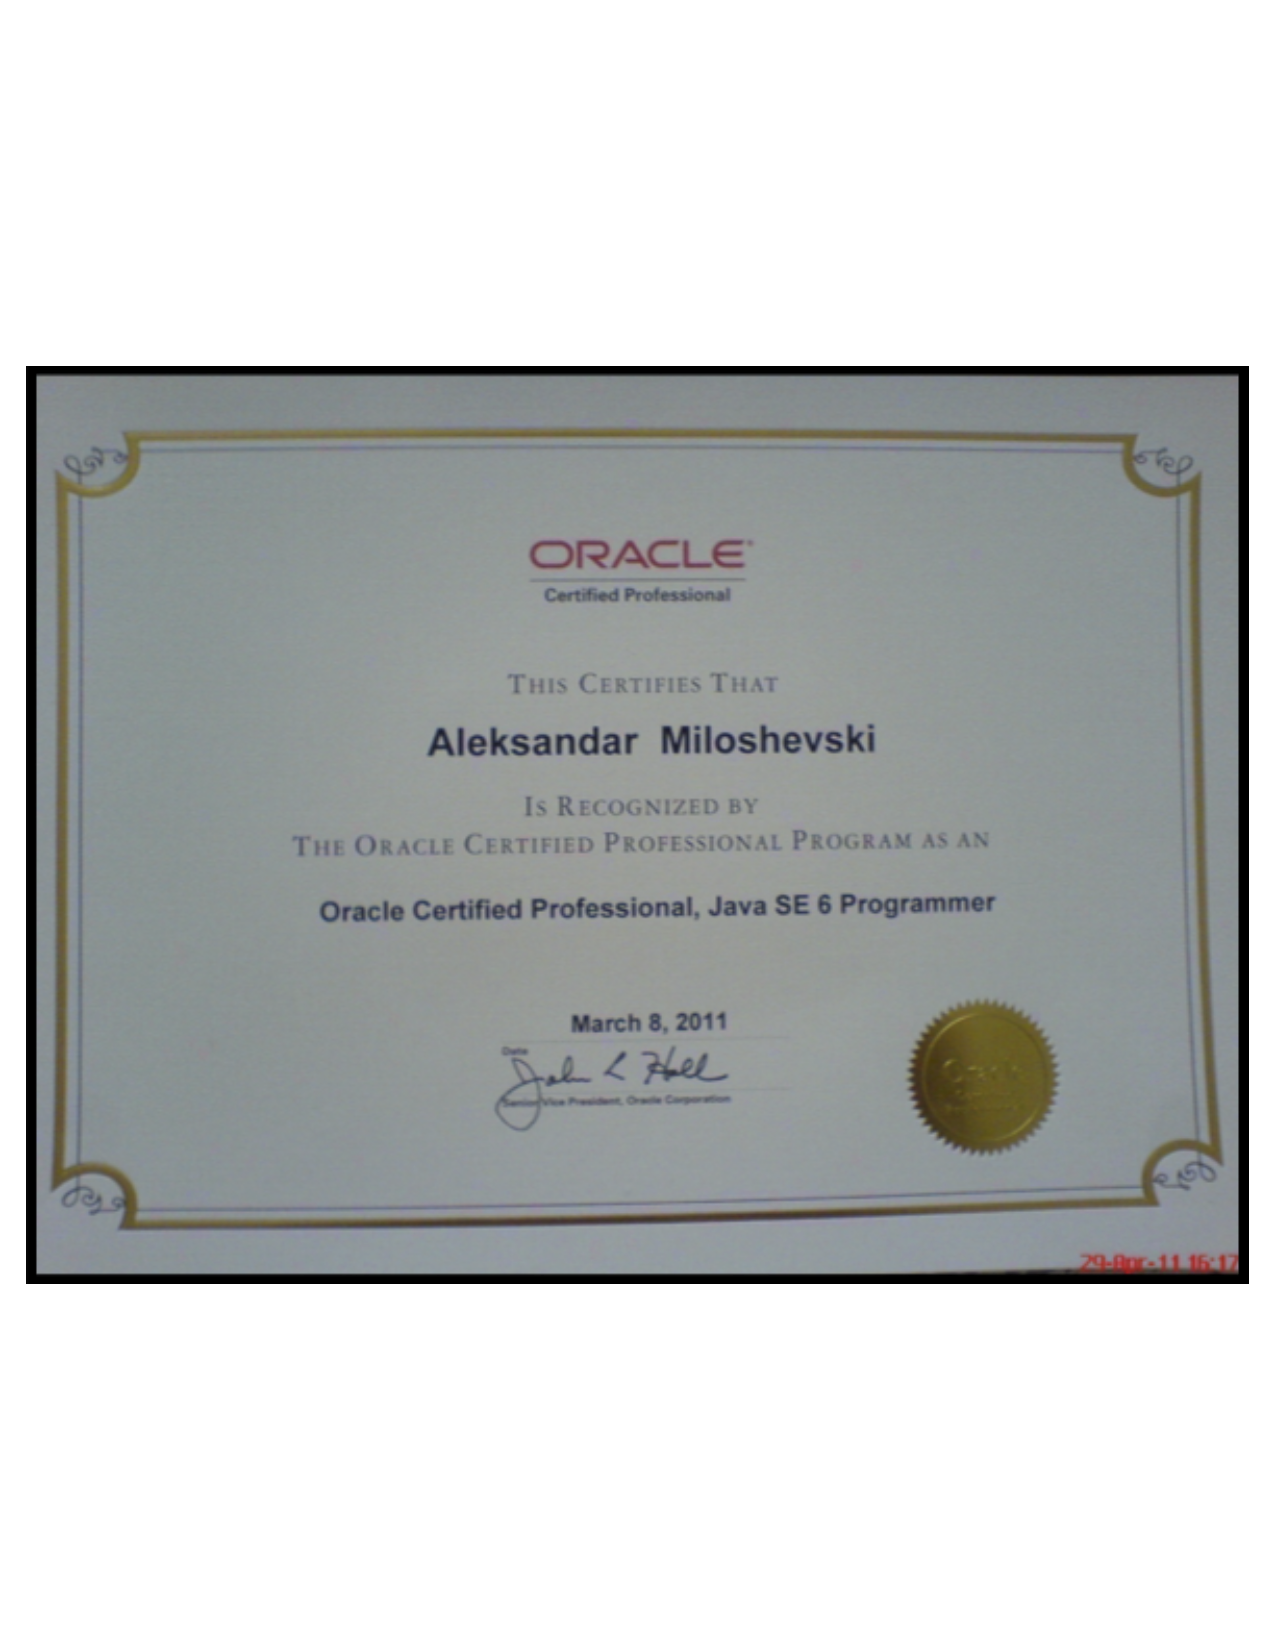 ORACLE
Certified Professional
THIS CERTIFIES THAT
Aleksandar Miloshevski
IS RECOGNIZED BY
THE ORACLE CERTIFIED PROFESSIONAL PROGRAM AS AN
Oracle Certified Professional, Java SE 6 Programmer
March 8, 2011
Date
John L Hall
Senior Vice President, Oracle Corporation
29-Apr-11 16:17